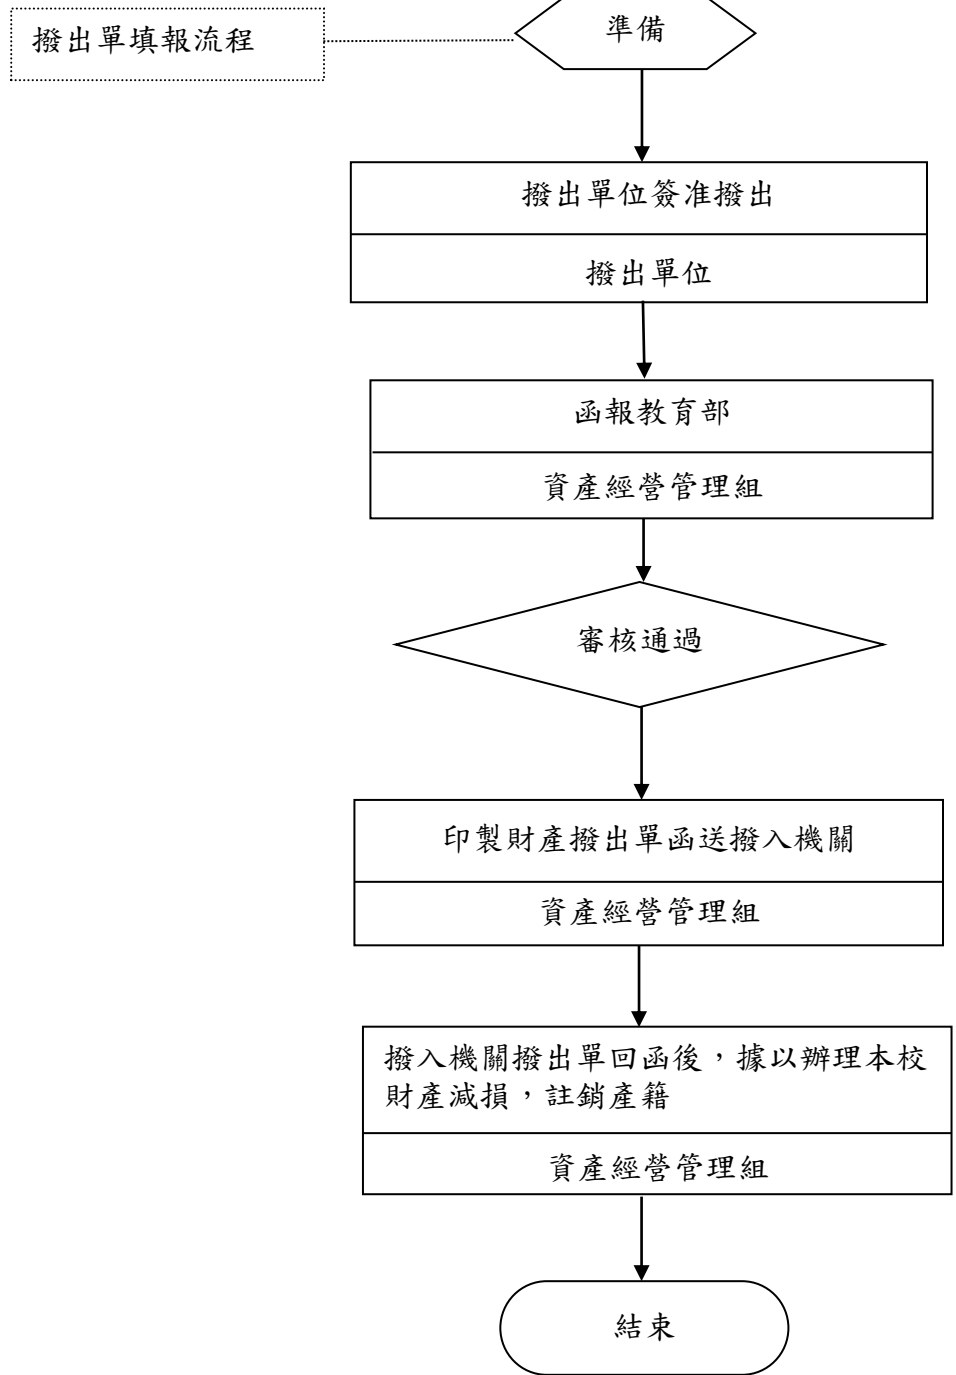 撥出單填報流程
準備
撥出單位簽准撥出
撥出單位
函報教育部
資產經營管理組
審核通過
印製財產撥出單函送撥入機關
資產經營管理組
撥入機關撥出單回函後，據以辦理本校
財產減損，註銷產籍
資產經營管理組
結束